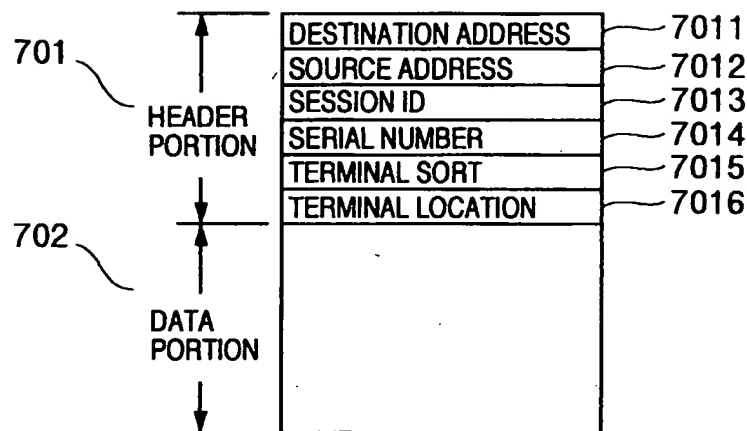 701
HEADER
PORTION
DESTINATION ADDRESS 7011
SOURCE ADDRESS 7012
SESSION ID 7013
SERIAL NUMBER 7014
TERMINAL SORT 7015
TERMINAL LOCATION 7016
702
DATA
PORTION